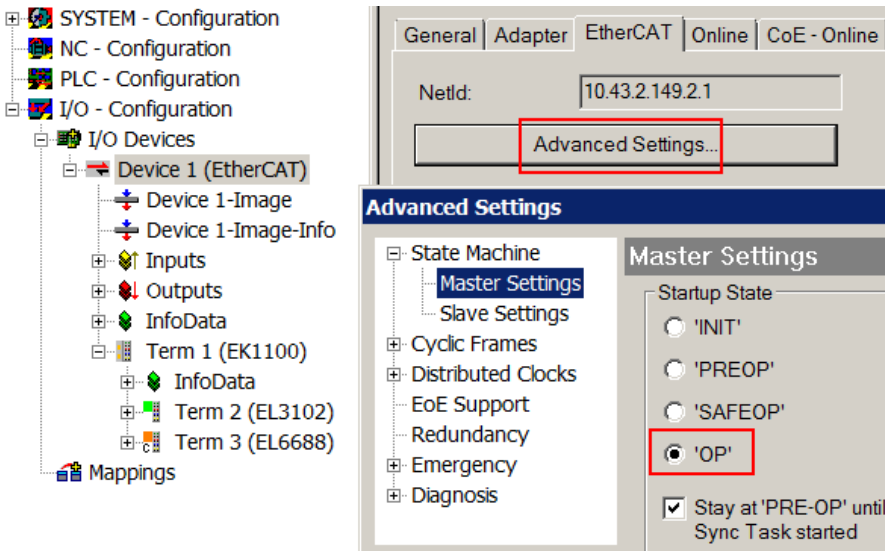 SYSTEM - Configuration
NC - Configuration
PLC - Configuration
I/O - Configuration
I/O Devices
Device 1 (EtherCAT)
Device 1-Image
Device 1-Image-Info
Inputs
Outputs
InfoData
Term 1 (EK1100)
InfoData
Term 2 (EL3102)
Term 3 (EL6688)
Mappings
General Adapter EtherCAT Online CoE - Online
NetId: 10.43.2.149.2.1
Advanced Settings...
Advanced Settings
State Machine
Master Settings
Slave Settings
Cyclic Frames
Distributed Clocks
EoE Support
Redundancy
Emergency
Diagnosis
Master Settings
Startup State
'INIT'
'PREOP'
'SAFEOP'
'OP'
Stay at 'PRE-OP' until
Sync Task started